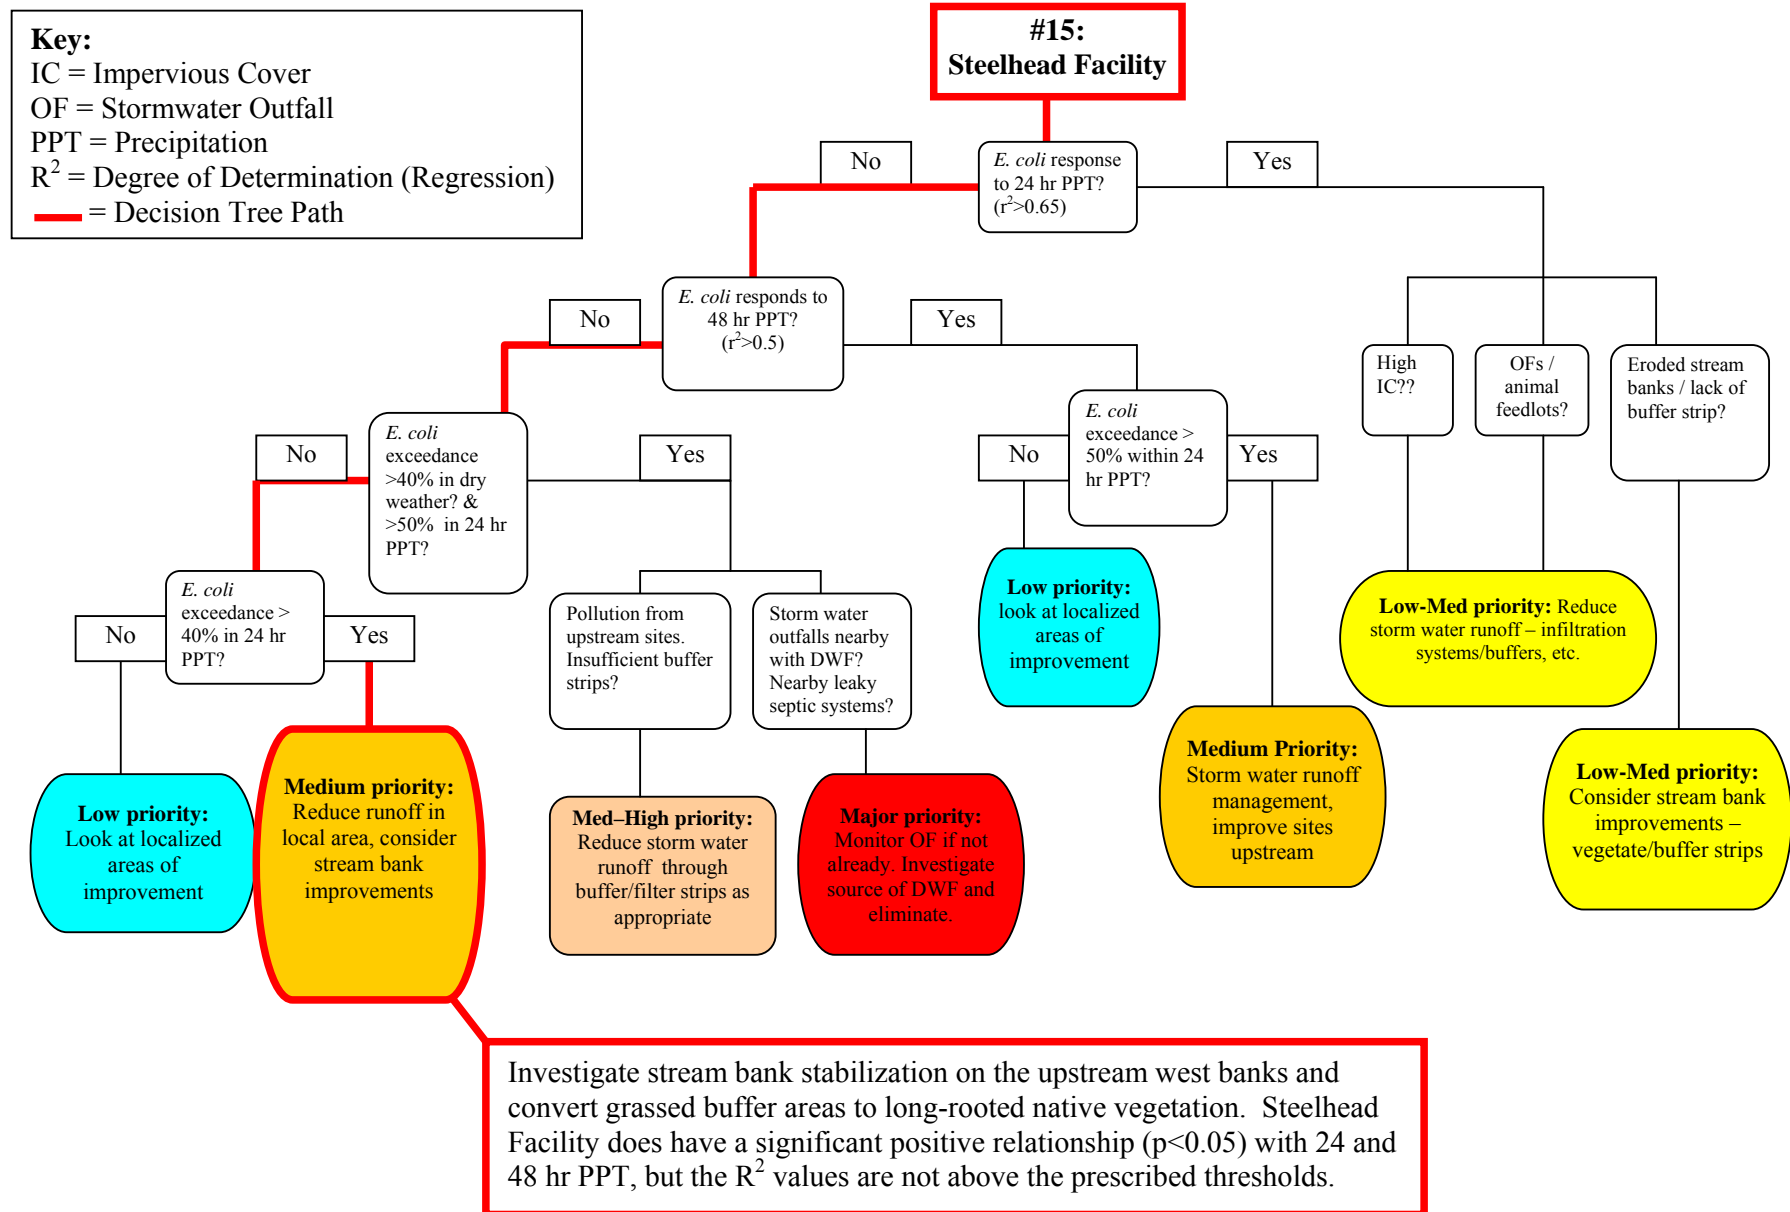 Key:
IC = Impervious Cover
OF = Stormwater Outfall
PPT = Precipitation
R² = Degree of Determination (Regression)
= Decision Tree Path
#15:
Steelhead Facility
No
E. coli response
to 24 hr PPT?
(r²>0.65)
Yes
No
E. coli responds to
48 hr PPT?
(r²>0.5)
Yes
High
IC??
OFs /
animal
feedlots?
Eroded stream
banks / lack of
buffer strip?
No
E. coli
exceedance
>40% in dry
weather? &
>50% in 24 hr
PPT?
Yes
No
E. coli
exceedance >
50% within 24
hr PPT?
Yes
No
E. coli
exceedance >
40% in 24 hr
PPT?
Yes
Pollution from
upstream sites.
Insufficient buffer
strips?
Storm water
outfalls nearby
with DWF?
Nearby leaky
septic systems?
Low priority:
look at localized
areas of
improvement
Low-Med priority: Reduce
storm water runoff – infiltration
systems/buffers, etc.
Low priority:
Look at localized
areas of
improvement
Medium priority:
Reduce runoff in
local area, consider
stream bank
improvements
Med–High priority:
Reduce storm water
runoff through
buffer/filter strips as
appropriate
Major priority:
Monitor OF if not
already. Investigate
source of DWF and
eliminate.
Medium Priority:
Storm water runoff
management,
improve sites
upstream
Low-Med priority:
Consider stream bank
improvements –
vegetate/buffer strips
Investigate stream bank stabilization on the upstream west banks and
convert grassed buffer areas to long-rooted native vegetation. Steelhead
Facility does have a significant positive relationship (p<0.05) with 24 and
48 hr PPT, but the R² values are not above the prescribed thresholds.